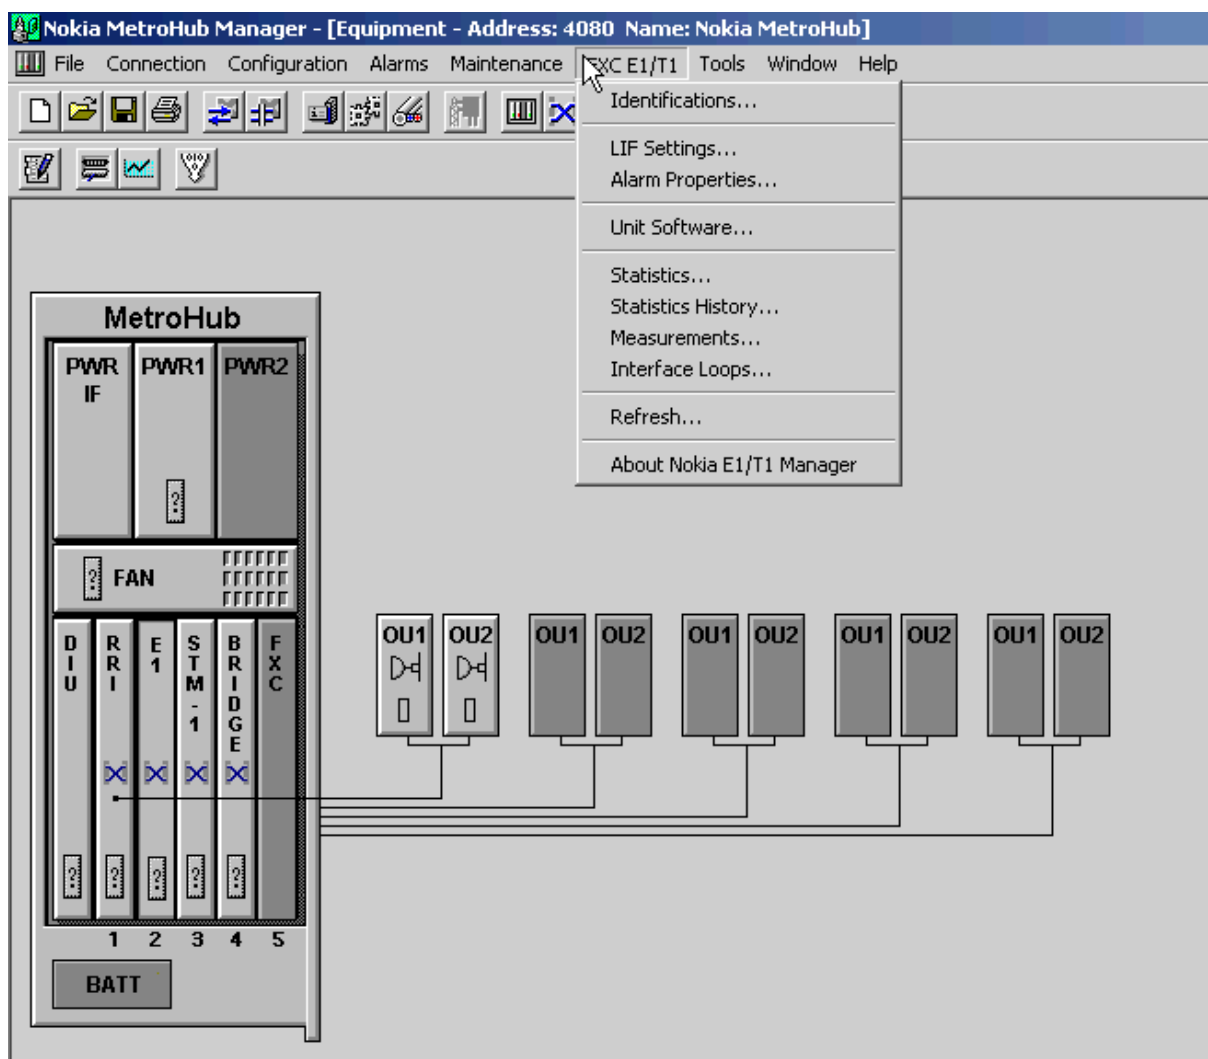 Nokia MetroHub Manager - [Equipment - Address: 4080 Name: Nokia MetroHub]
File Connection Configuration Alarms Maintenance FXC E1/T1 Tools Window Help
Identifications...
LIF Settings...
Alarm Properties...
Unit Software...
Statistics...
Statistics History...
Measurements...
Interface Loops...
Refresh...
About Nokia E1/T1 Manager
MetroHub
PWR IF PWR1 PWR2
?
? FAN
DIU RRI E1 STM-1 BRIDGE FXC
? ? ? ? ?
1 2 3 4 5
BATT
OU1 OU2 OU1 OU2 OU1 OU2 OU1 OU2 OU1 OU2